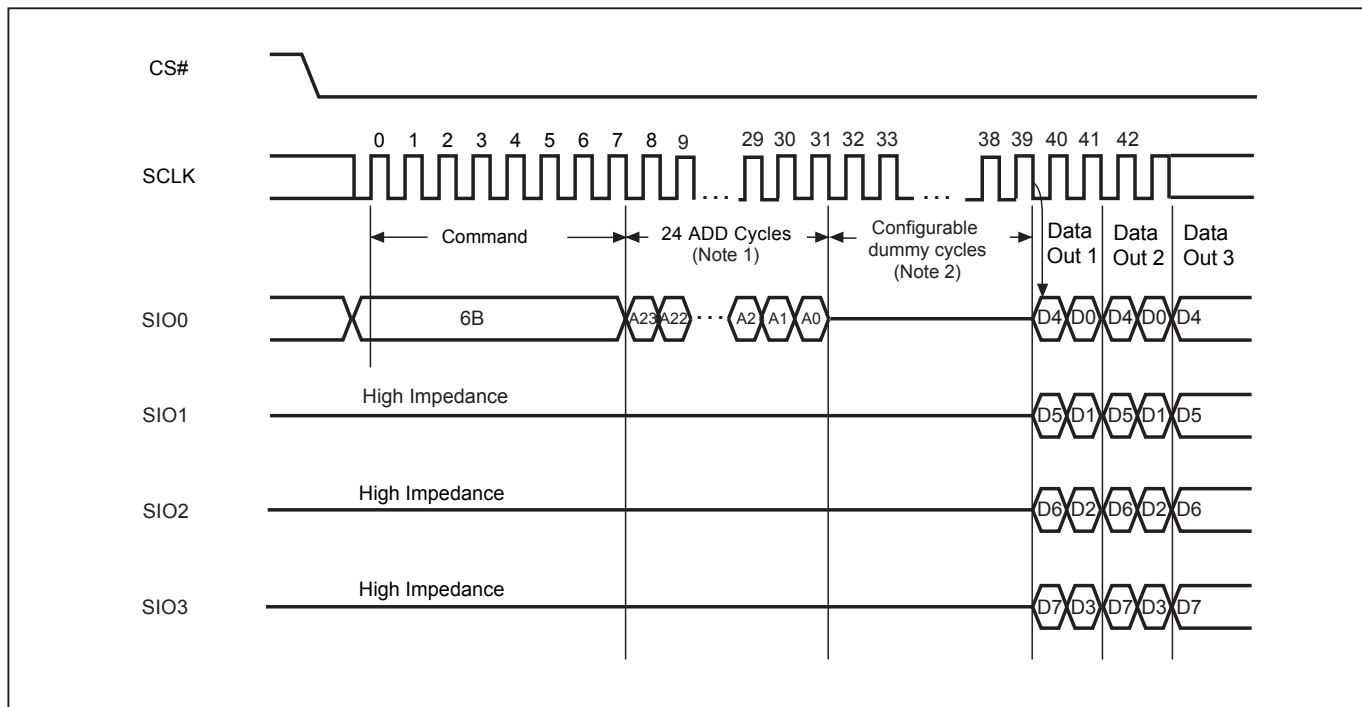 CS#
0 1 2 3 4 5 6 7 8 9 29 30 31 32 33 38 39 40 41 42
SCLK
Command
24 ADD Cycles
(Note 1)
Configurable
dummy cycles
(Note 2)
Data
Out 1
Data
Out 2
Data
Out 3
SIO0
6B
A23 A22 A2 A1 A0
D4 D0 D4 D0 D4
High Impedance
SIO1
D5 D1 D5 D1 D5
High Impedance
SIO2
D6 D2 D6 D2 D6
High Impedance
SIO3
D7 D3 D7 D3 D7